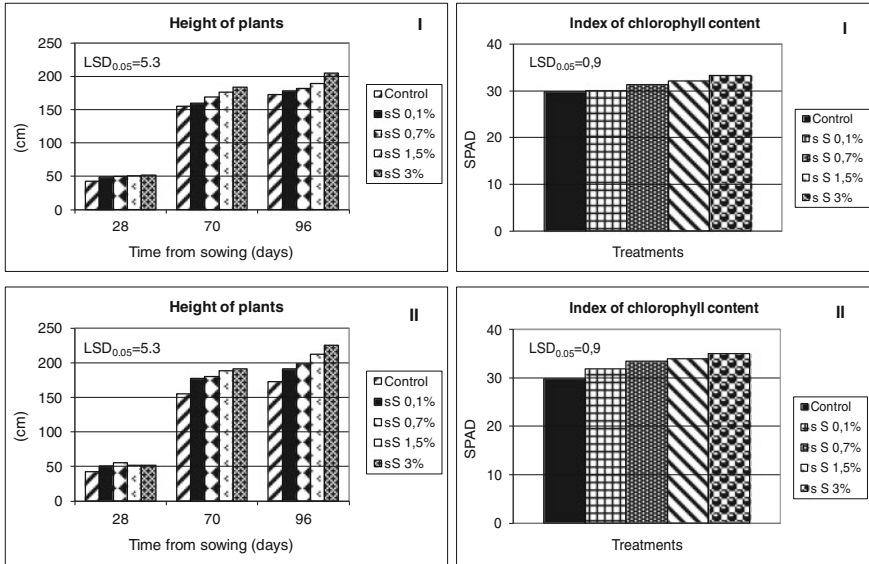 Height of plants
I
LSD0.05=5.3
250
200
150
100
50
0
(cm)
28
70
96
Time from sowing (days)
Control
sS 0,1%
sS 0,7%
sS 1,5%
sS 3%
Index of chlorophyll content
I
LSD0.05=0,9
40
30
20
10
0
SPAD
Treatments
Control
s S 0,1%
s S 0,7%
s S 1,5%
s S 3%
Height of plants
II
LSD0.05=5.3
250
200
150
100
50
0
(cm)
28
70
96
Time from sowing (days)
Control
sS 0,1%
sS 0,7%
sS 1,5%
sS 3%
Index of chlorophyll content
II
LSD0.05=0,9
40
30
20
10
0
SPAD
Treatments
Control
s S 0,1%
s S 0,7%
s S 1,5%
s S 3%